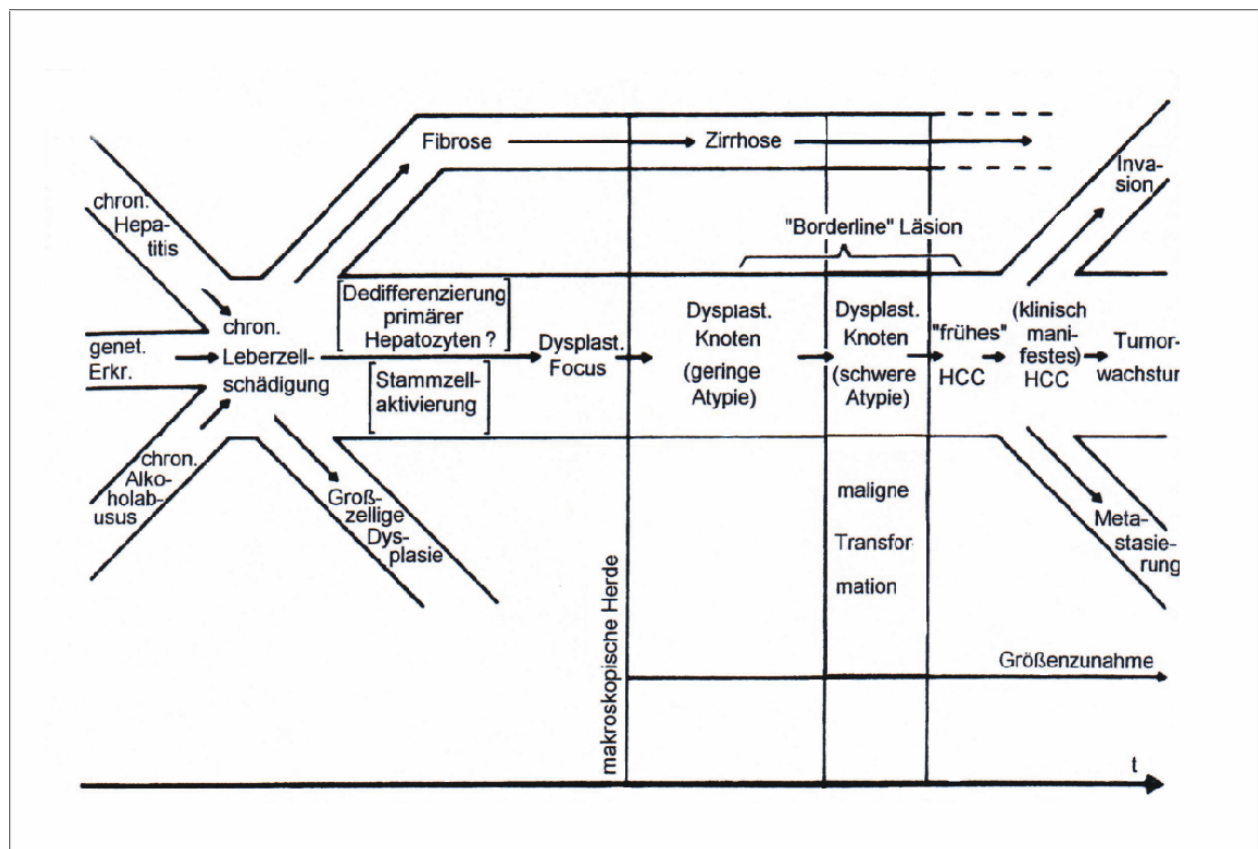 Fibrose
Zirrhose
Inva-
sion
chron.
Hepa-
titis
"Borderline" Läsion
genet.
Erkr.
chron.
Leberzell-
schädigung
Dedifferenzierung
primärer
Hepatozyten ?
Stammzell-
aktivierung
Dysplast.
Focus
Dysplast.
Knoten
(geringe
Atypie)
Dysplast.
Knoten
(schwere
Atypie)
"frühes"
HCC
(klinisch
mani-
festes)
HCC
Tumor-
wachstur
chron.
Alko-
holab-
usus
Groß-
zellige
Dys-
plasie
maligne
Transfor-
mation
Meta-
stasie-
rung
makroskopische Herde
Größenzunahme
t